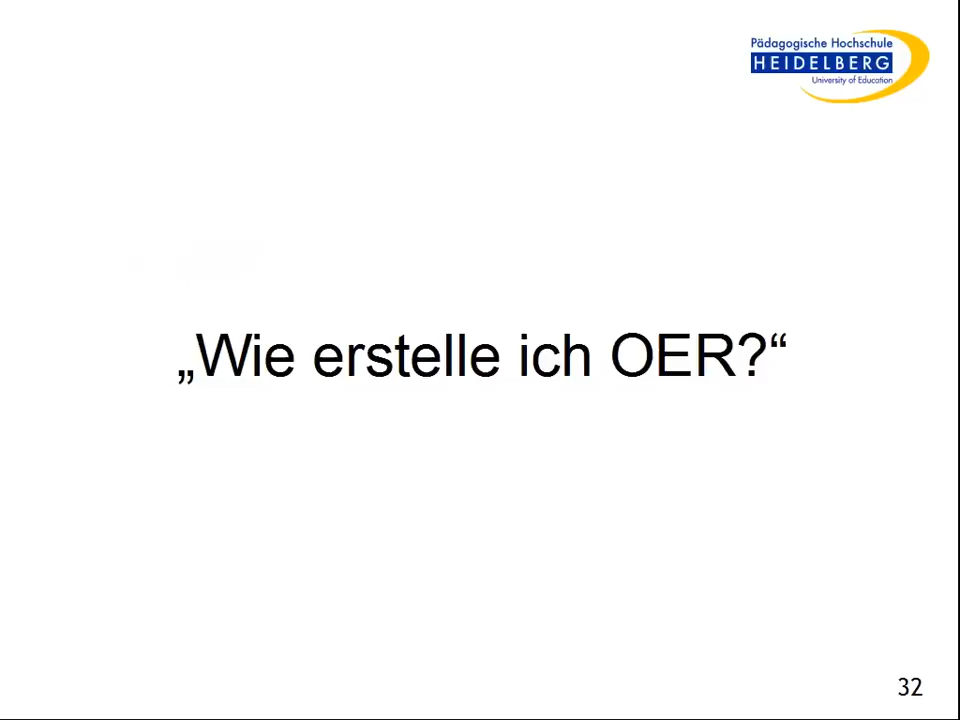 Pädagogische Hochschule
HEIDELBERG
University of Education
„Wie erstelle ich OER?“
32